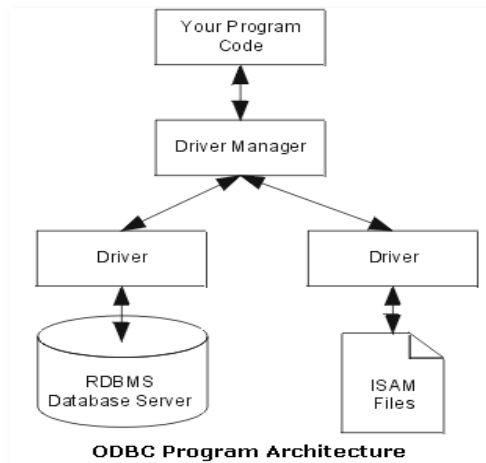 Your Program
Code
Driver Manager
Driver
Driver
RDBMS
Database Server
ISAM
Files
ODBC Program Architecture